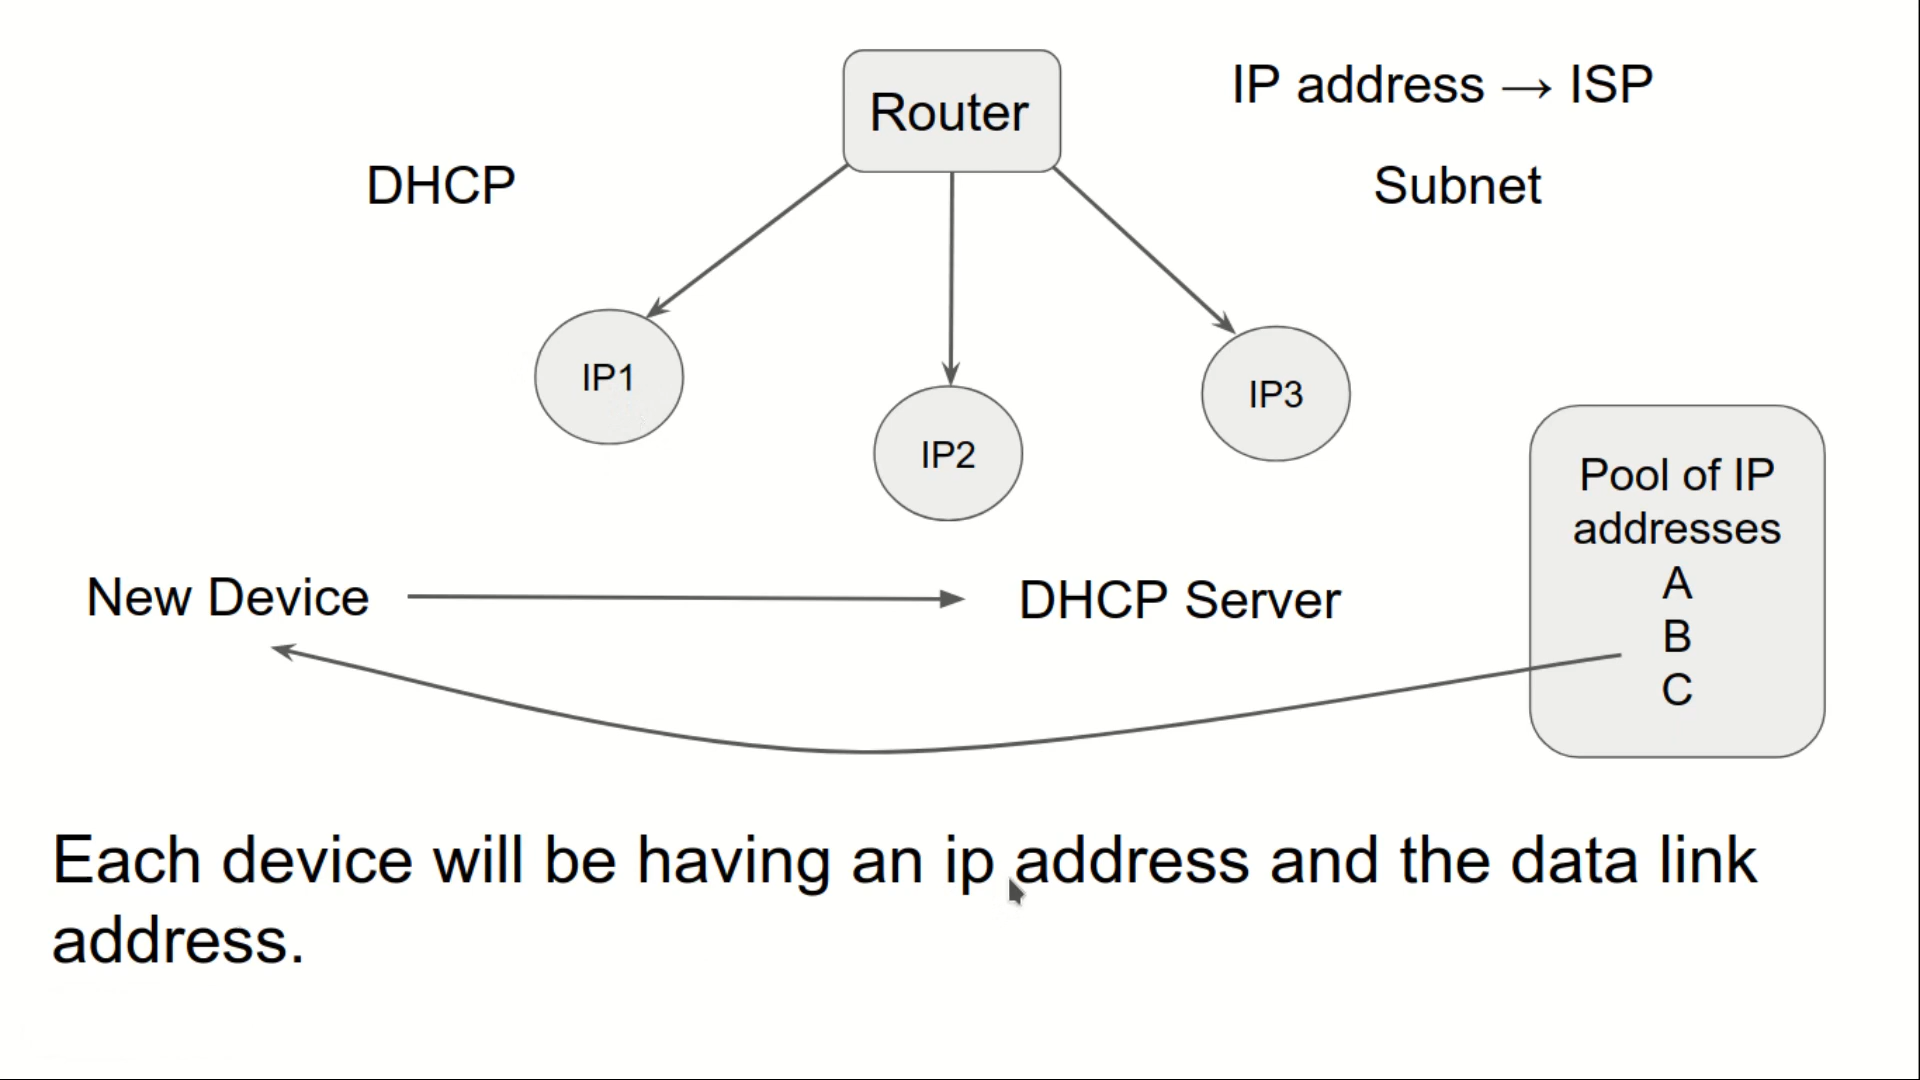 Router
IP address → ISP
DHCP
Subnet
IP1
IP2
IP3
Pool of IP
addresses
A
B
C
New Device
DHCP Server
Each device will be having an ip address and the data link
address.